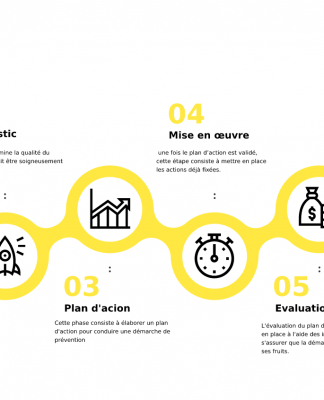 04
stic
Mise en œuvre
mine la qualité du
it être soigneusement
une fois le plan d'action est validé,
cette étape consiste à mettre en place
les actions déjà fixées.
:
:
$
:
:
03
05
Plan d'acion
Evaluatio
Cette phase consiste à élaborer un plan
d'action pour conduire une démarche de
prévention
L'évaluation du plan d
en place à l'aide des in
s'assurer que la déma
ses fruits.